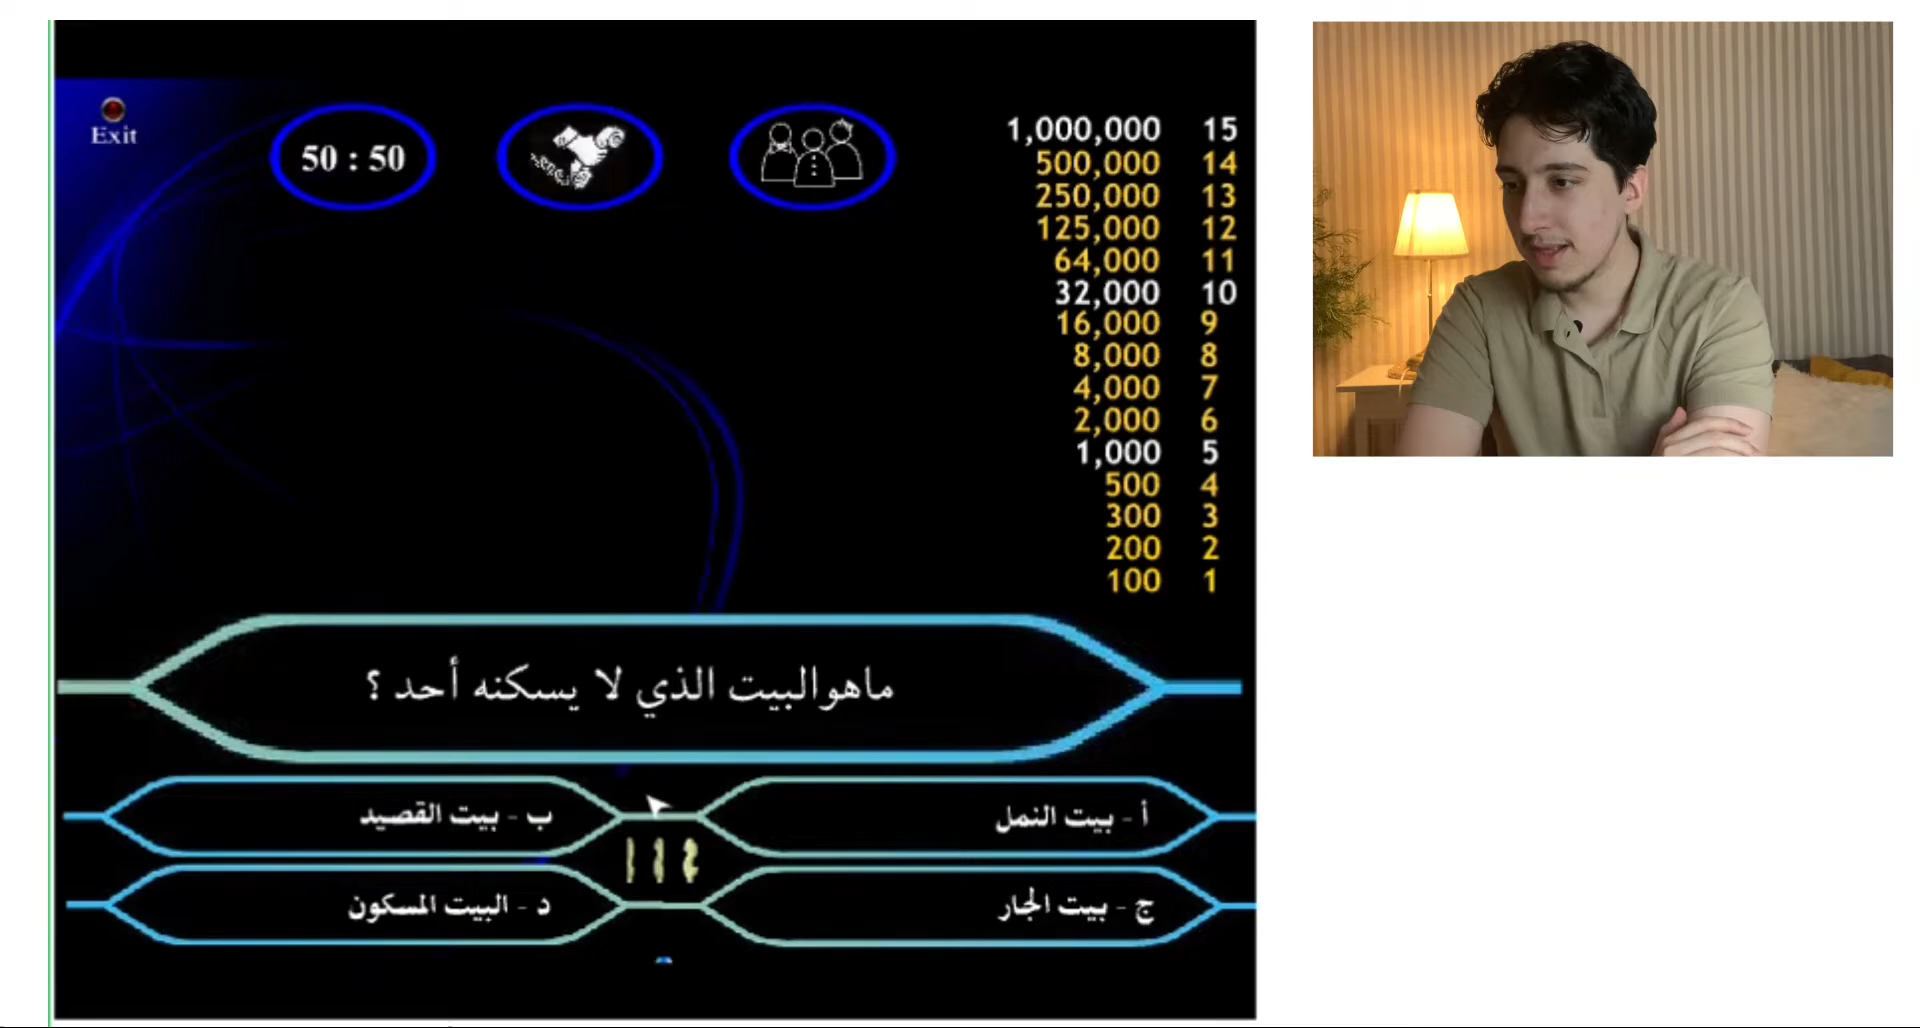 Exit
50 : 50
1,000,000 15
500,000 14
250,000 13
125,000 12
64,000 11
32,000 10
16,000 9
8,000 8
4,000 7
2,000 6
1,000 5
500 4
300 3
200 2
100 1
ماهوالبيت الذي لا يسكنه أحد ؟
أ - بيت النمل
ب - بيت القصيد
ج - بيت الجار
د - البيت المسكون